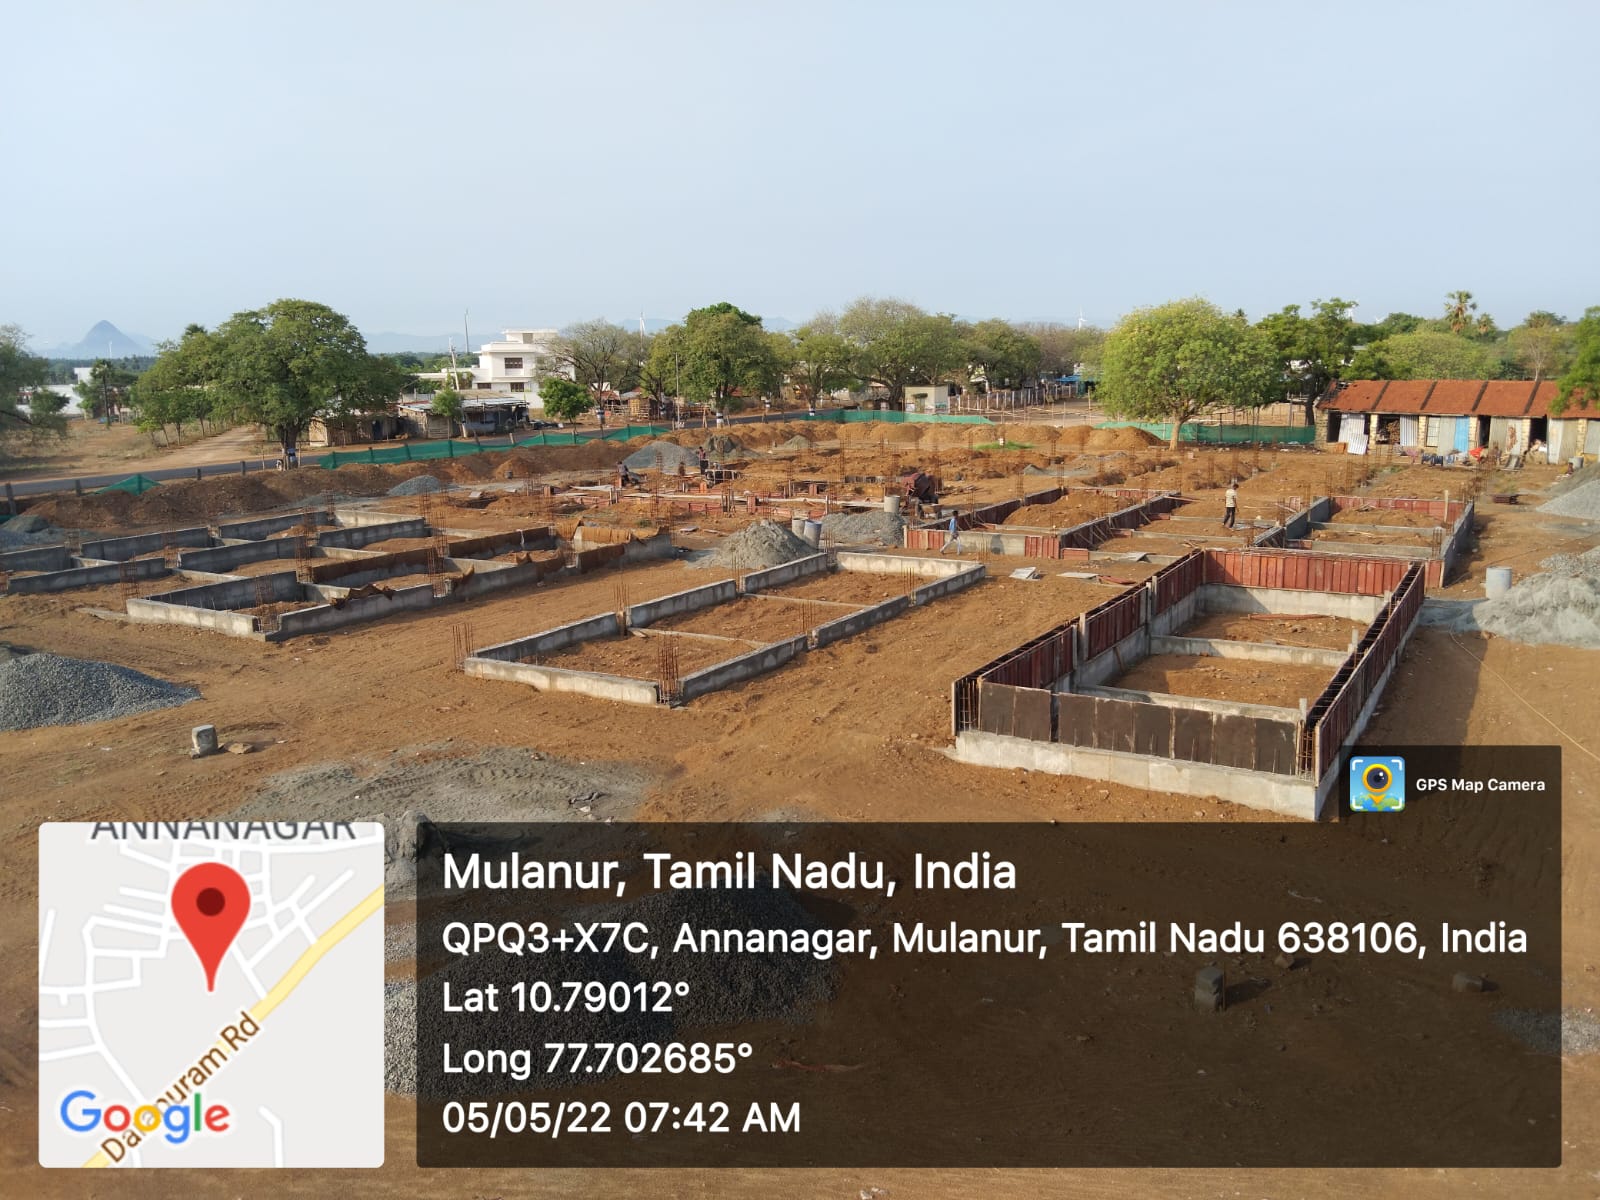 GPS Map Camera
ANNANAGAR
Google
Mulanur, Tamil Nadu, India
QPQ3+X7C, Annanagar, Mulanur, Tamil Nadu 638106, India
Lat 10.79012°
Long 77.702685°
05/05/22 07:42 AM